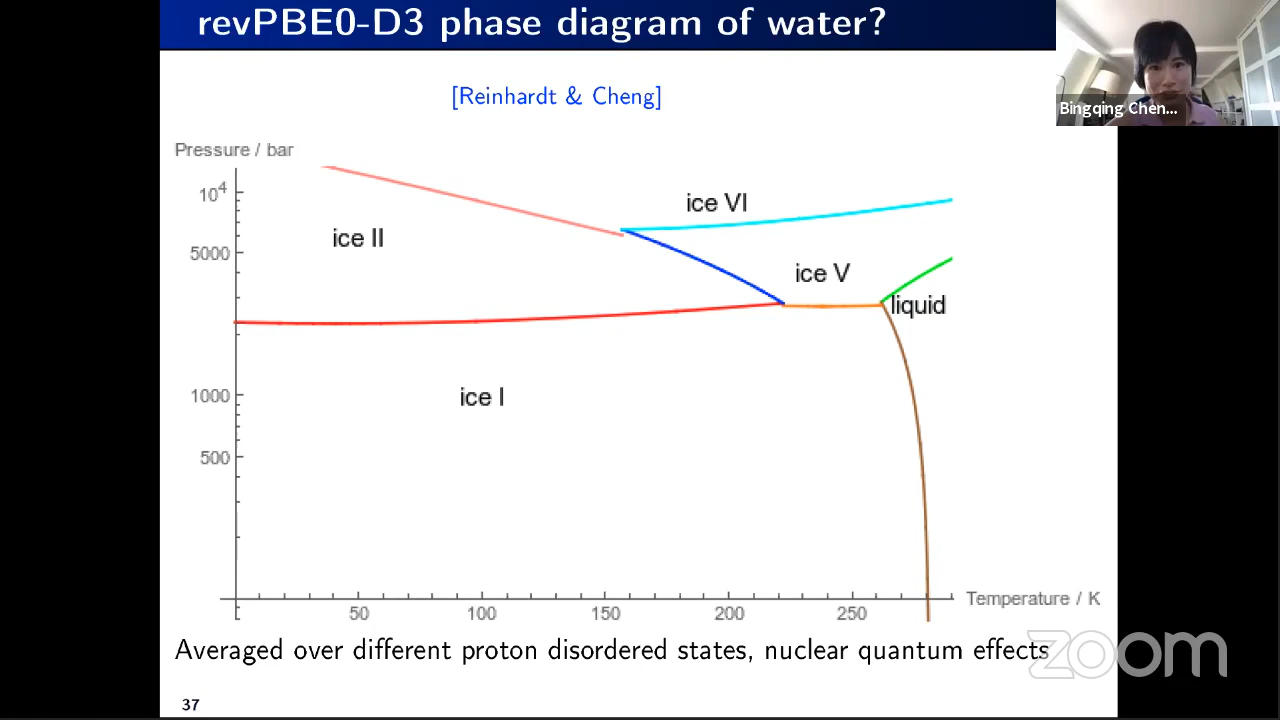 revPBE0-D3 phase diagram of water?
Bingqing Chen...
[Reinhardt & Cheng]
Pressure / bar
10^4
ice VI
ice II
5000
ice V
liquid
1000
ice I
500
50 100 150 200 250
Temperature / K
Averaged over different proton disordered states, nuclear quantum effects
zoom
37